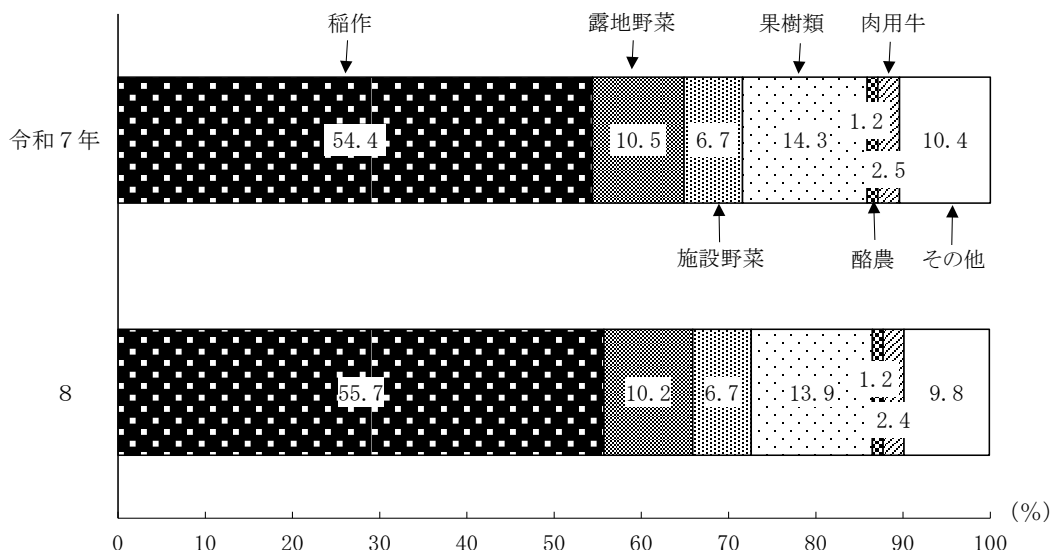 稲作 露地野菜 果樹類 肉用牛
令和７年 54.4 10.5 6.7 14.3 1.2 2.5 10.4
施設野菜 酪農 その他
８ 55.7 10.2 6.7 13.9 1.2 2.4 9.8
(%)
0 10 20 30 40 50 60 70 80 90 100